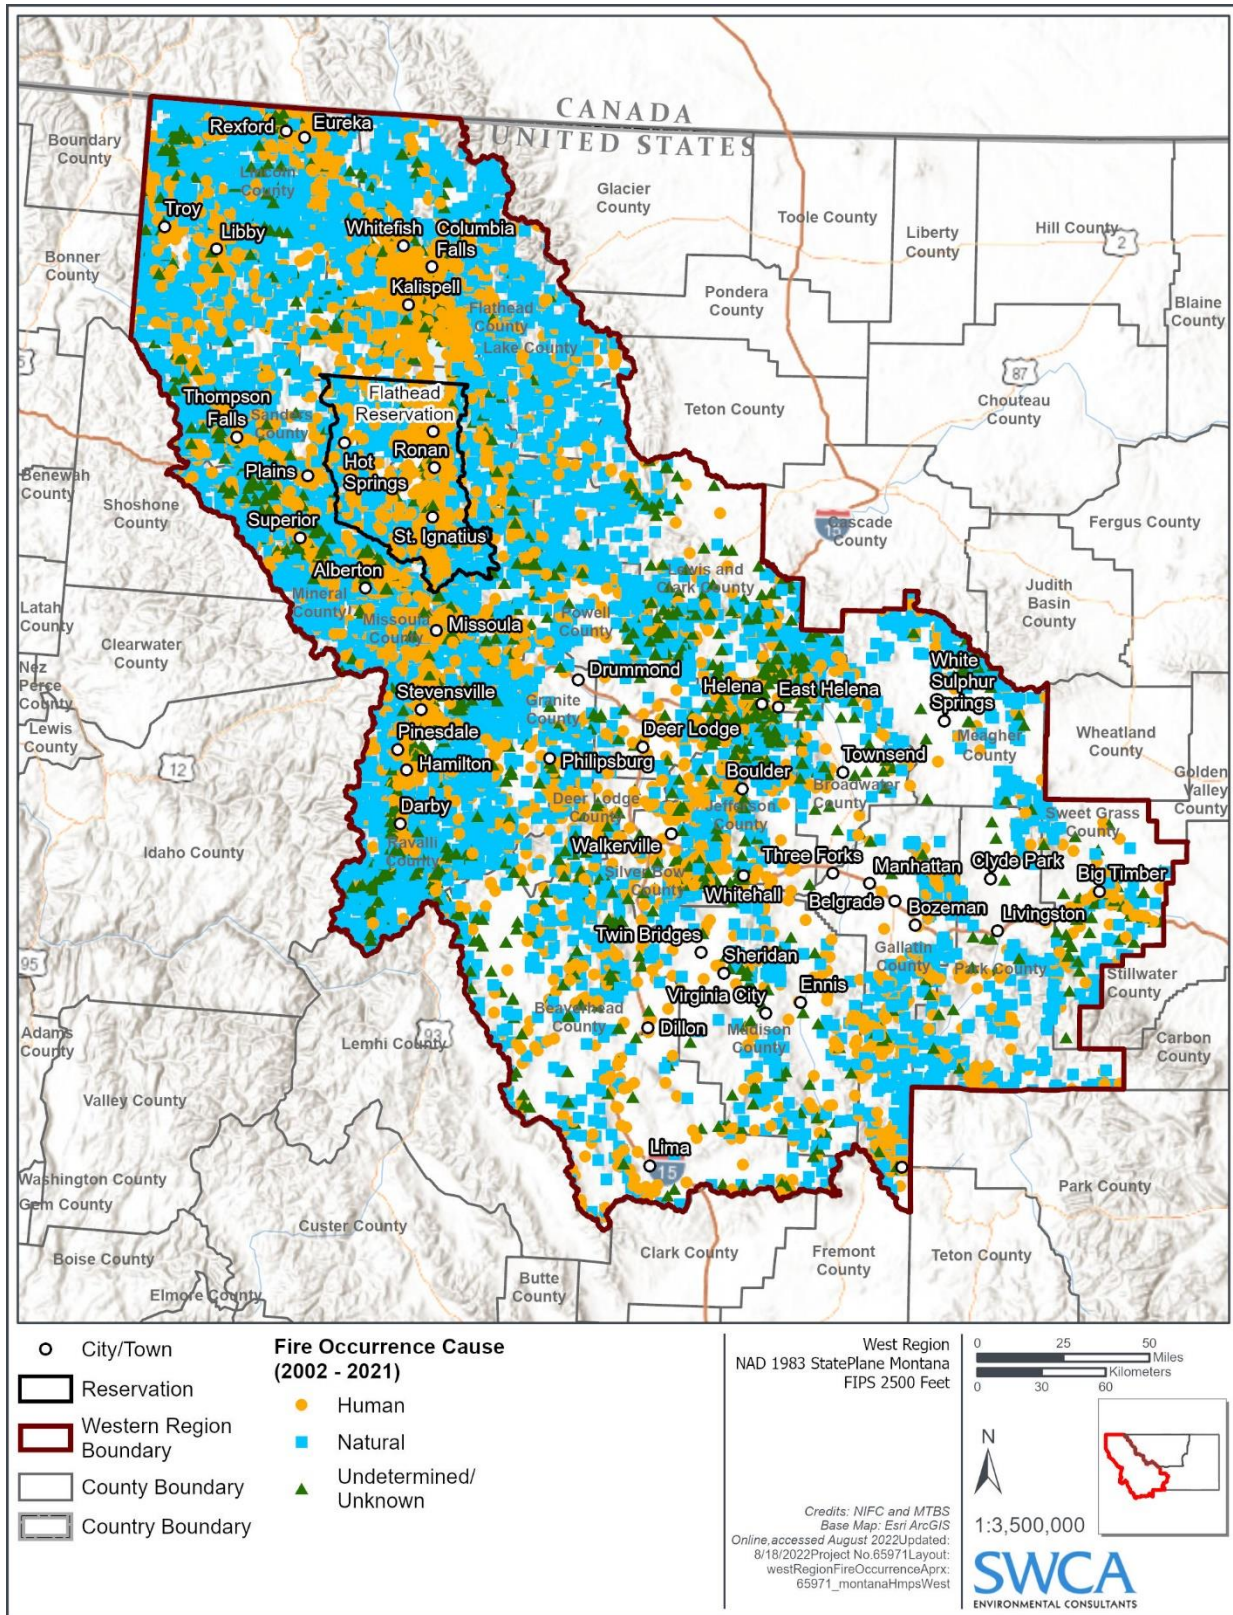 CANADA
UNITED STATES
Boundary
County
Rexford
Eureka
Lincoln
County
Glacier
County
Toole County
Liberty
County
Hill County
2
Troy
Libby
Whitefish
Columbia
Falls
Bonner
County
Kalispell
Flathead
County
Lake County
Pondera
County
Blaine
County
5
87
Chouteau
County
Teton County
Thompson
Falls
Sanders
County
Flathead
Reservation
Ronan
Hot
Springs
Plains
Benewah
County
Shoshone
County
Superior
St. Ignatius
15
Cascade
County
Fergus County
Alberton
Mineral
County
Missoula
County
Missoula
Lewis and
Clark County
Powell
County
Judith
Basin
County
Latah
County
Clearwater
County
Nez
Perce
County
Lewis
County
Drummond
White
Sulphur
Springs
Stevensville
Granite
County
Helena
East Helena
Meagher
County
Wheatland
County
Pinesdale
Deer Lodge
12
Hamilton
Philipsburg
Townsend
Boulder
Broadwater
County
Golden
Valley
County
Darby
Ravalli
County
Deer Lodge
County
Jefferson
County
Sweet Grass
County
Idaho County
Walkerville
Silver Bow
County
Three Forks
Manhattan
Clyde Park
Big Timber
Whitehall
Belgrade
Bozeman
Livingston
Twin Bridges
Sheridan
Gallatin
County
Park County
95
Stillwater
County
Virginia City
Ennis
Beaverhead
County
Dillon
Madison
County
Adams
County
Lemhi County
93
Carbon
County
Valley County
Lima
15
Washington County
Gem County
Park County
Custer County
Boise County
Clark County
Fremont
County
Teton County
Butte
County
Elmore County
City/Town
Reservation
Western Region
Boundary
County Boundary
Country Boundary
Fire Occurrence Cause
(2002 - 2021)
Human
Natural
Undetermined/
Unknown
West Region
NAD 1983 StatePlane Montana
FIPS 2500 Feet
Credits: NIFC and MTBS
Base Map: Esri ArcGIS
Online,accessed August 2022Updated:
8/18/2022Project No.65971Layout:
westRegionFireOccurrenceAprx:
65971_montanaHmpsWest
0 25 50
Miles
Kilometers
0 30 60
N
1:3,500,000
SWCA
ENVIRONMENTAL CONSULTANTS